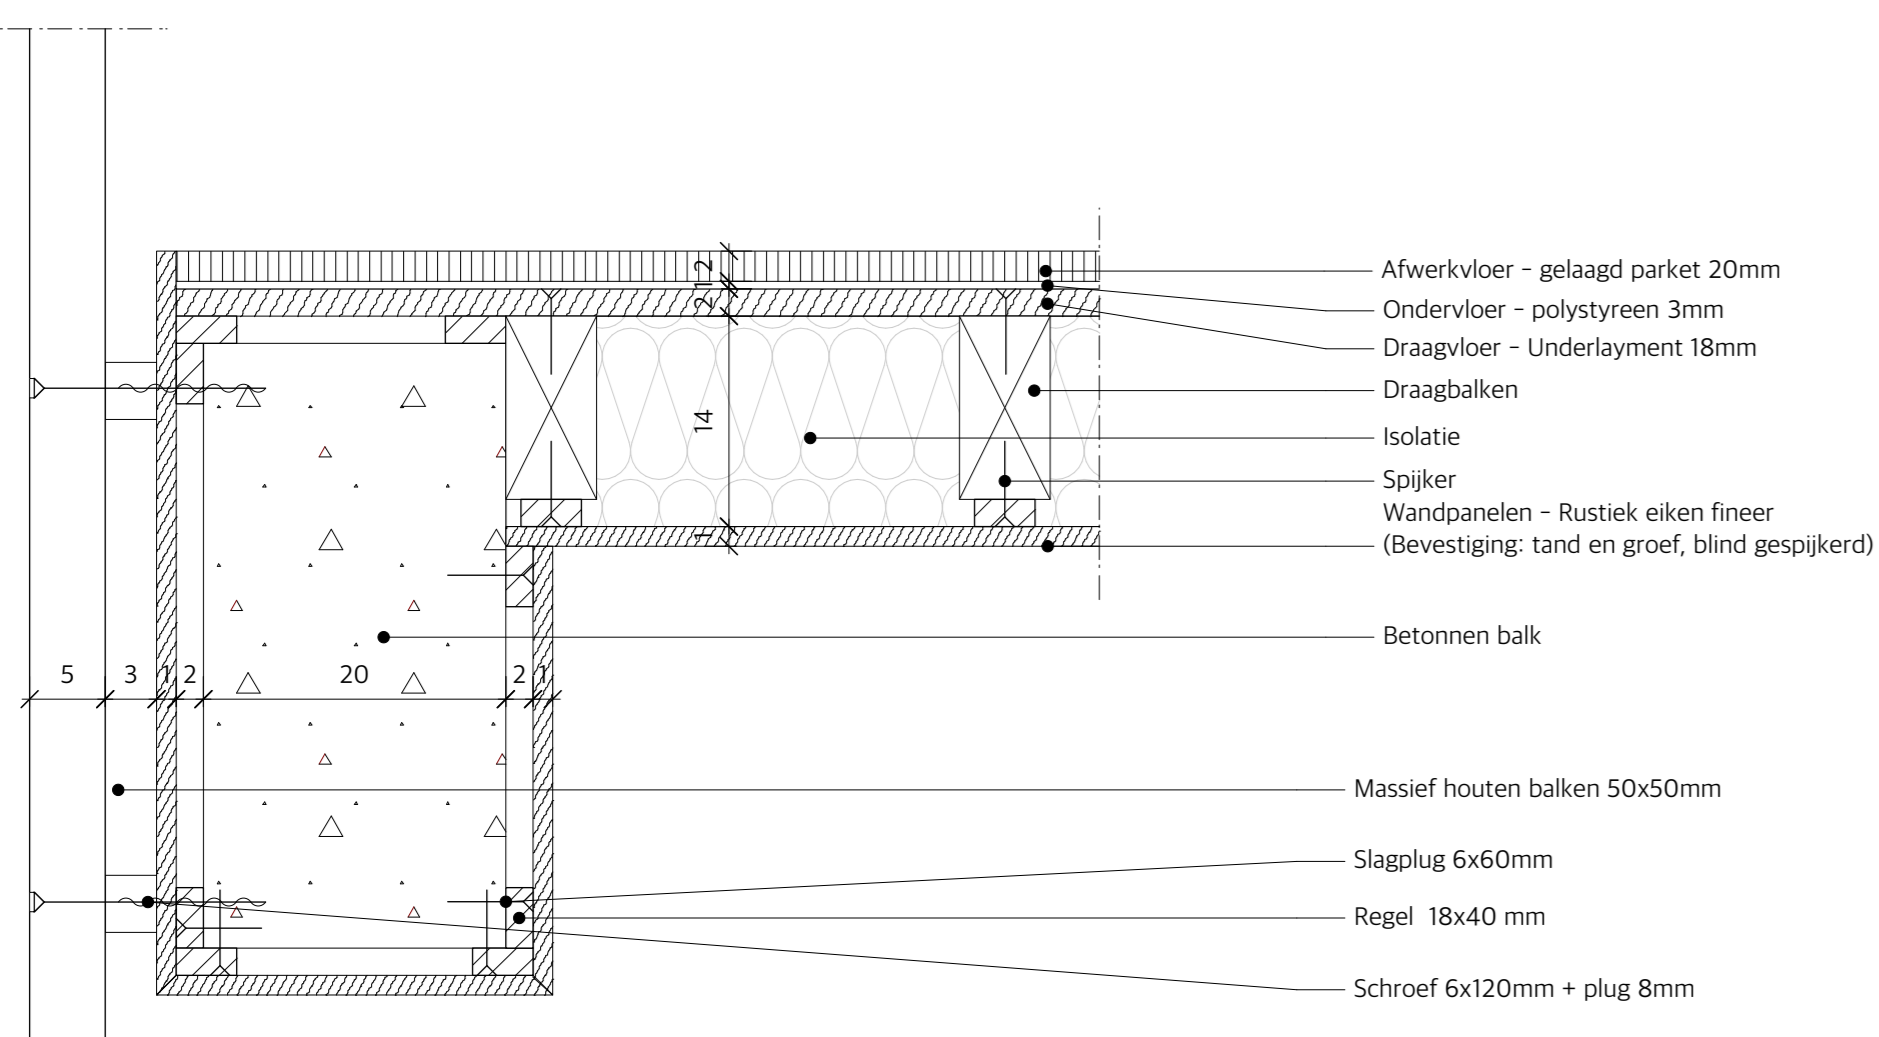 Afwerkvloer - gelaagd parket 20mm
Ondervloer - polystyreen 3mm
Draagvloer - Underlayment 18mm
Draagbalken
Isolatie
Spijker
Wandpanelen - Rustiek eiken fineer
(Bevestiging: tand en groef, blind gespijkerd)
Betonnen balk
Massief houten balken 50x50mm
Slagplug 6x60mm
Regel 18x40 mm
Schroef 6x120mm + plug 8mm
2
1
2
14
1
5 3 1 2 20 2 1